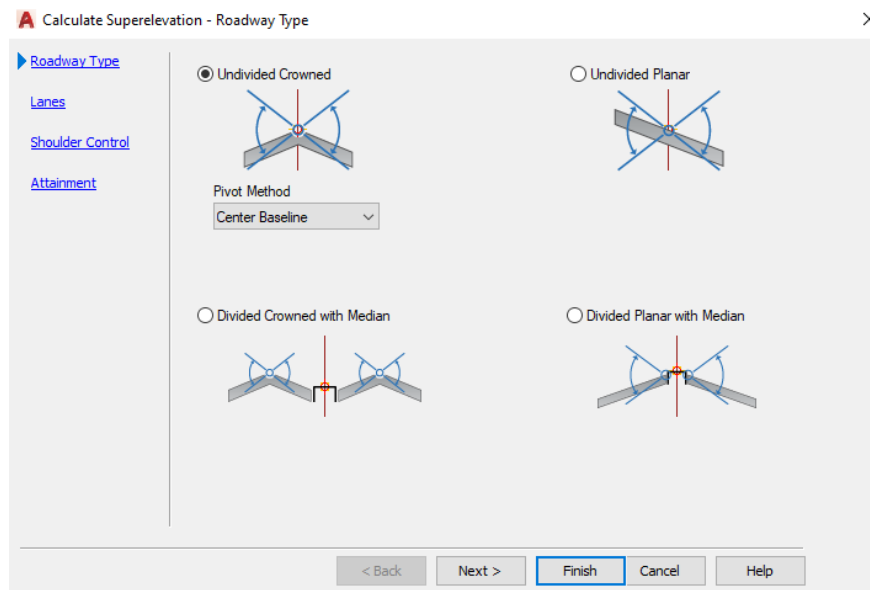 Calculate Superelevation - Roadway Type
Roadway Type
Lanes
Shoulder Control
Attainment
Undivided Crowned
Undivided Planar
Pivot Method
Center Baseline
Divided Crowned with Median
Divided Planar with Median
< Back
Next >
Finish
Cancel
Help